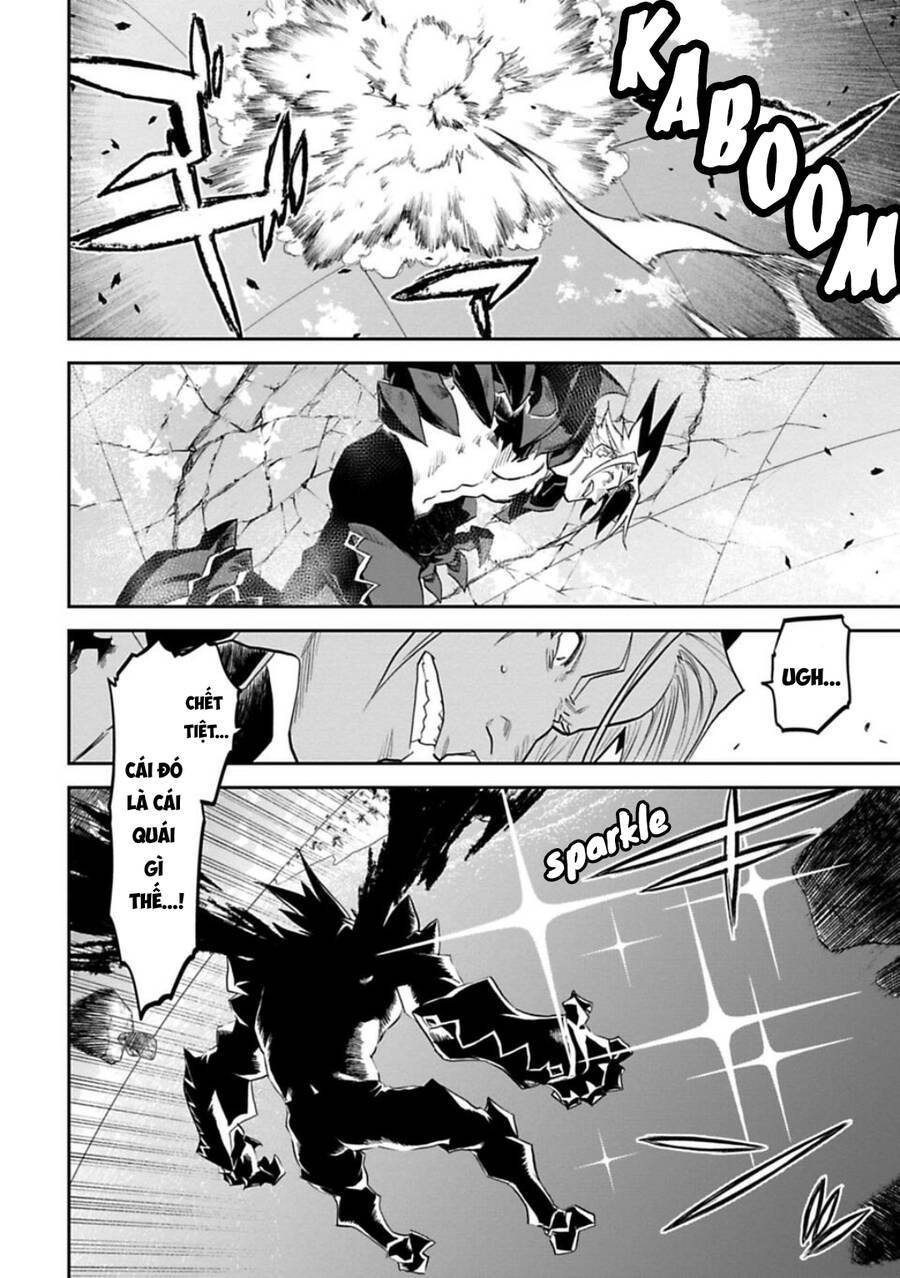 KABOOM
UGH...
CHẾT
TIỆT...
CÁI ĐÓ
LÀ CÁI
QUÁI
GÌ
THẾ...!
sparkle